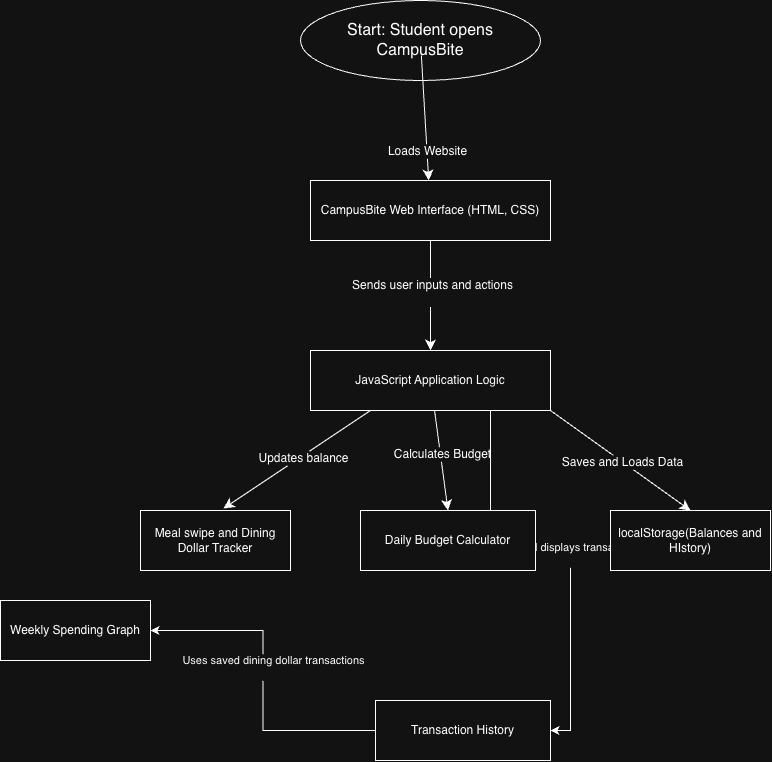 Start: Student opens
CampusBite
Loads Website
CampusBite Web Interface (HTML, CSS)
Sends user inputs and actions
JavaScript Application Logic
Updates balance
Calculates Budget
Saves and Loads Data
Meal swipe and Dining
Dollar Tracker
Daily Budget Calculator
displays
localStorage(Balances and
HIstory)
Weekly Spending Graph
Uses saved dining dollar transactions
Transaction History